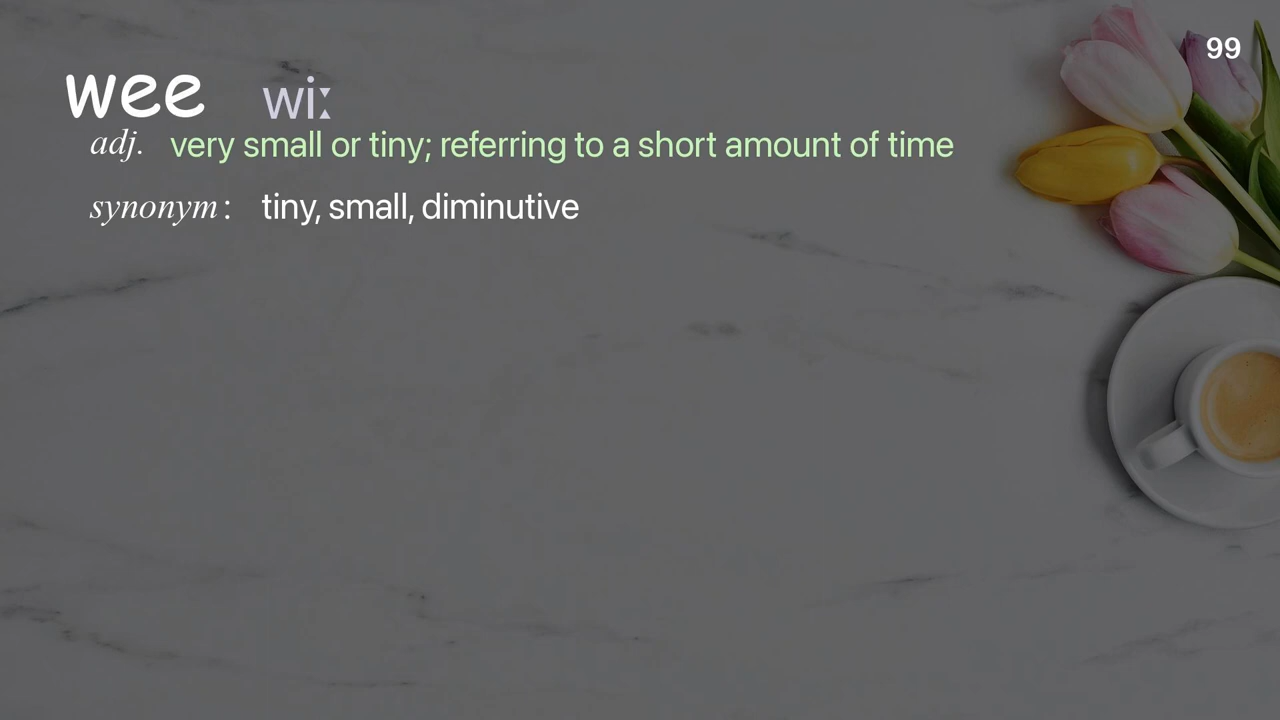 99
wee wiː
adj. very small or tiny; referring to a short amount of time
synonym : tiny, small, diminutive